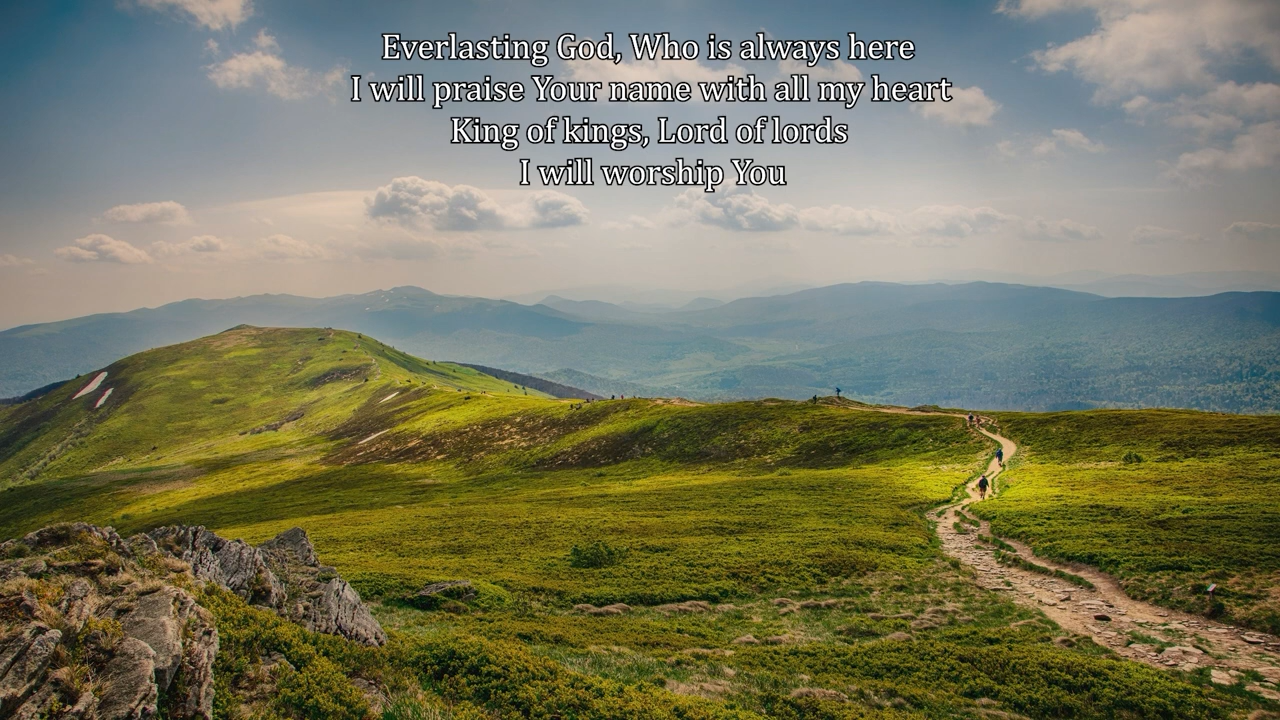 Everlasting God, Who is always here
I will praise Your name with all my heart
King of kings, Lord of lords
I will worship You